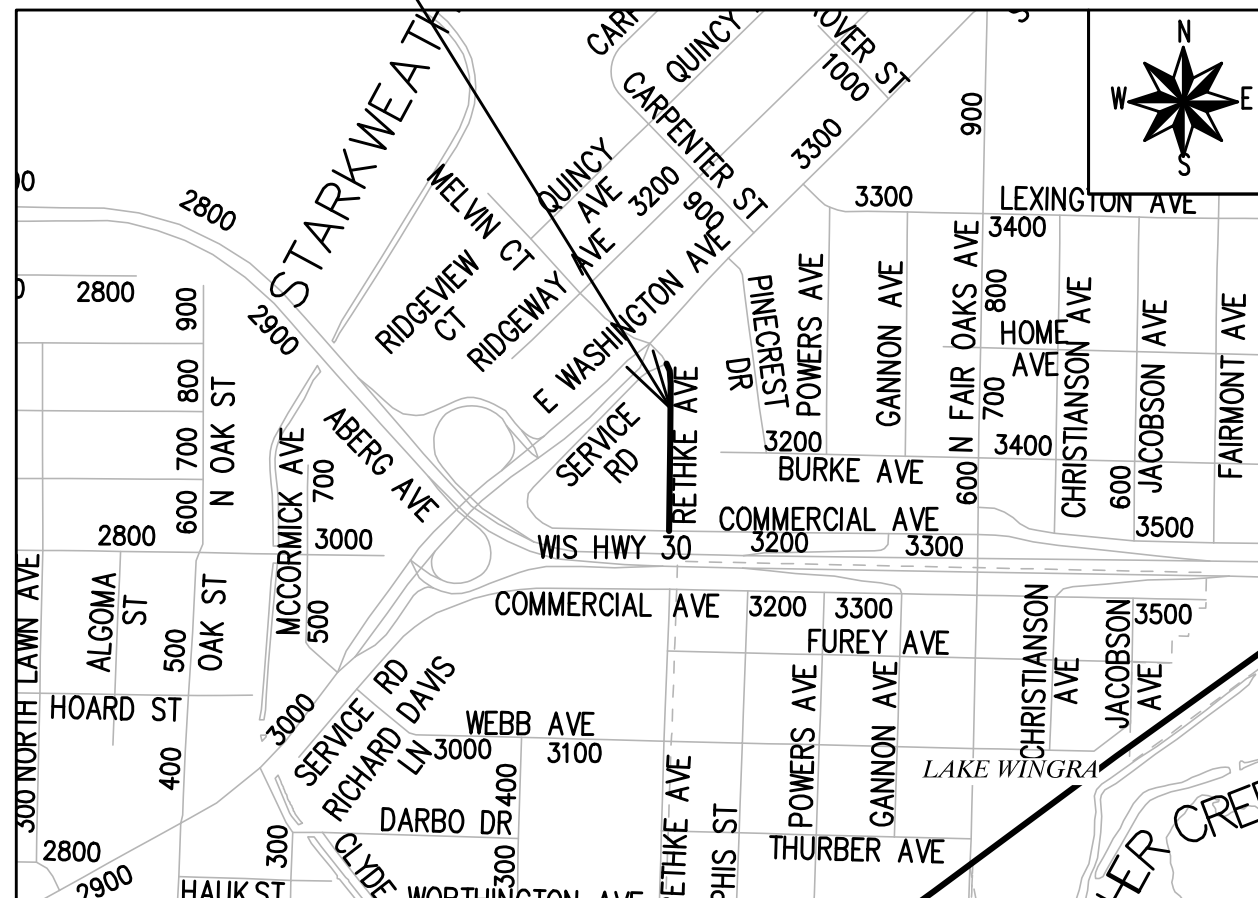 STARKWEATH
QUINCY
OVER ST
1000
CARPENTER ST
3300
900
N
W E
S
2800
MELVIN CT
QUINCY
AVE
3200
900
3300
LEXINGTON AVE
3400
2800
900
2900
RIDGEVIEW
CT
RIDGEWAY AVE
E WASHINGTON AVE
PINECREST
DR
POWERS AVE
GANNON AVE
N FAIR OAKS AVE
800
HOME
AVE
CHRISTIANSON AVE
JACOBSON AVE
FAIRMONT AVE
800
700
600
N OAK ST
MCCORMICK AVE
700
ABERG AVE
SERVICE
RD
RETHKE AVE
3200
BURKE AVE
700
600
3400
600
2800
3000
COMMERCIAL AVE
3500
WIS HWY 30
3200
3300
300 NORTH LAWN AVE
ALGOMA
ST
500
OAK ST
500
COMMERCIAL AVE
3200
3300
CHRISTIANSON
AVE
JACOBSON
AVE
3500
FUREY AVE
HOARD ST
3000
SERVICE RD
RICHARD DAVIS
LN
WEBB AVE
3000
3100
POWERS AVE
GANNON AVE
LAKE WINGRA
400
400
DARBO DR
300
300
CLYDE
ETHKE AVE
PHIS ST
THURBER AVE
HER CREE
2800
2900
HAUK ST
WORTHINGTON AVE